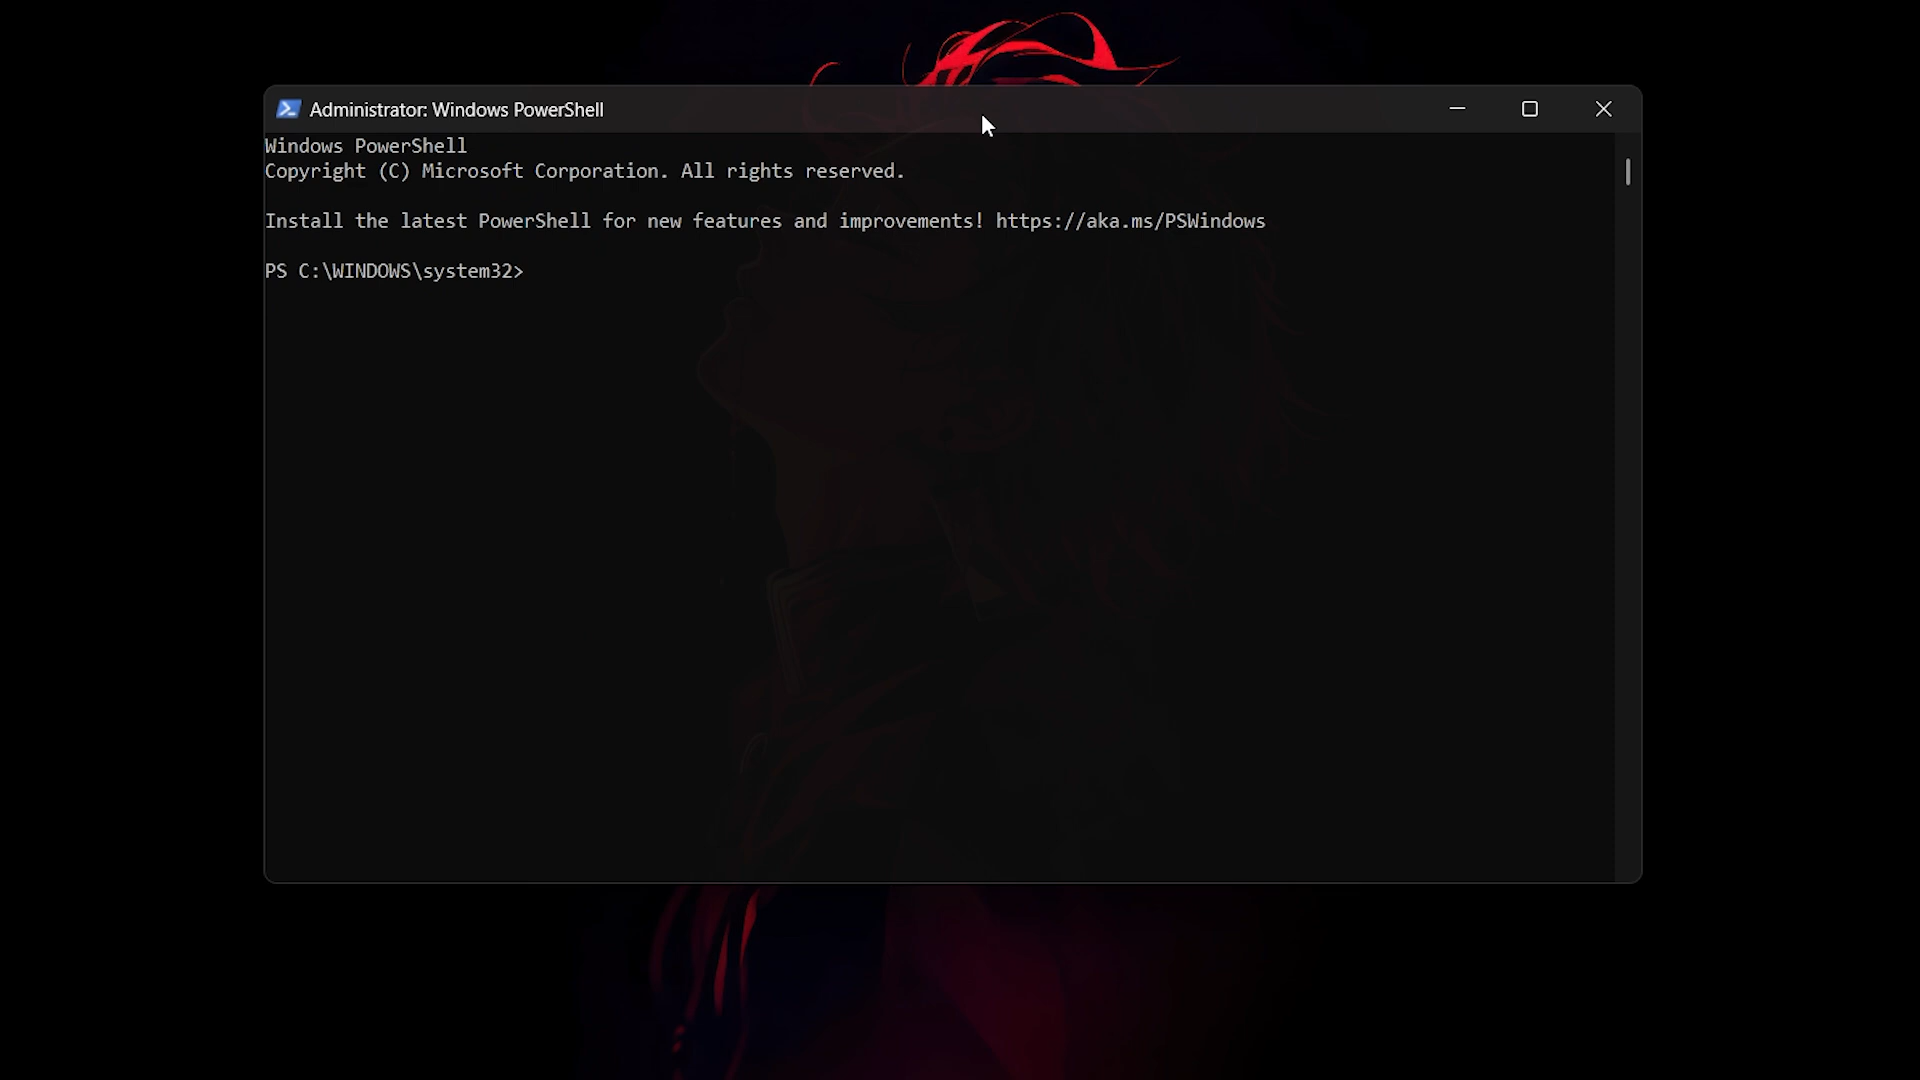 Administrator: Windows PowerShell
Windows PowerShell
Copyright (C) Microsoft Corporation. All rights reserved.
Install the latest PowerShell for new features and improvements! https://aka.ms/PSWindows
PS C:\WINDOWS\system32>